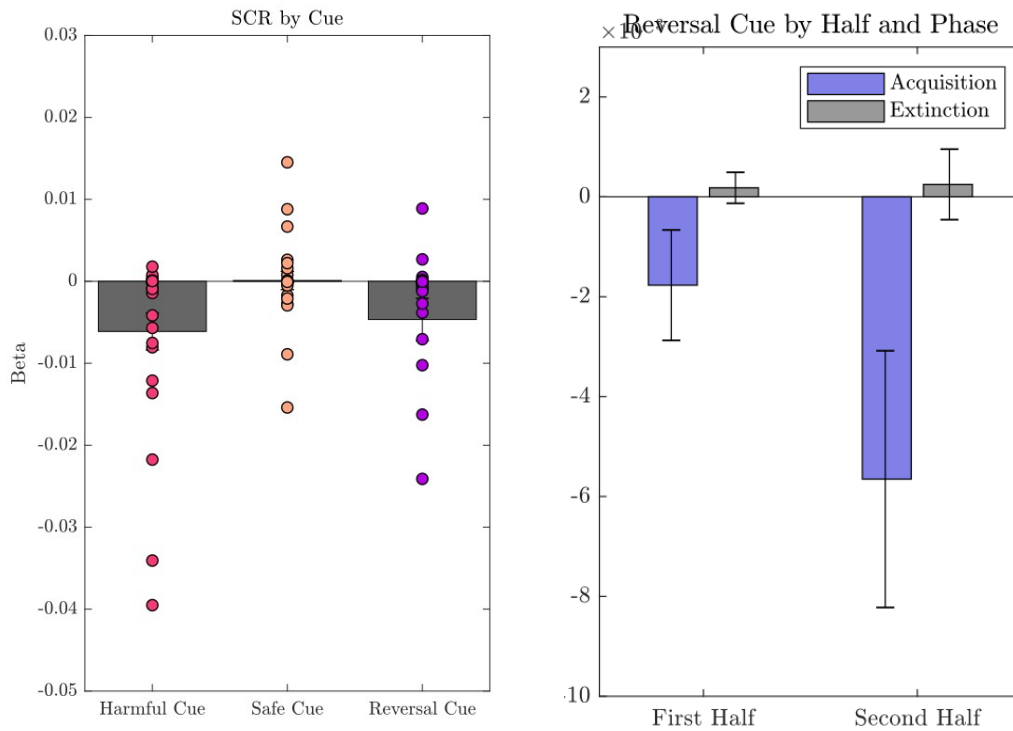 SCR by Cue
0.03
0.02
0.01
0
-0.01
-0.02
-0.03
-0.04
-0.05
Beta
Harmful Cue Safe Cue Reversal Cue
Reversal Cue by Half and Phase
2
0
-2
-4
-6
-8
-10
Acquisition
Extinction
First Half Second Half